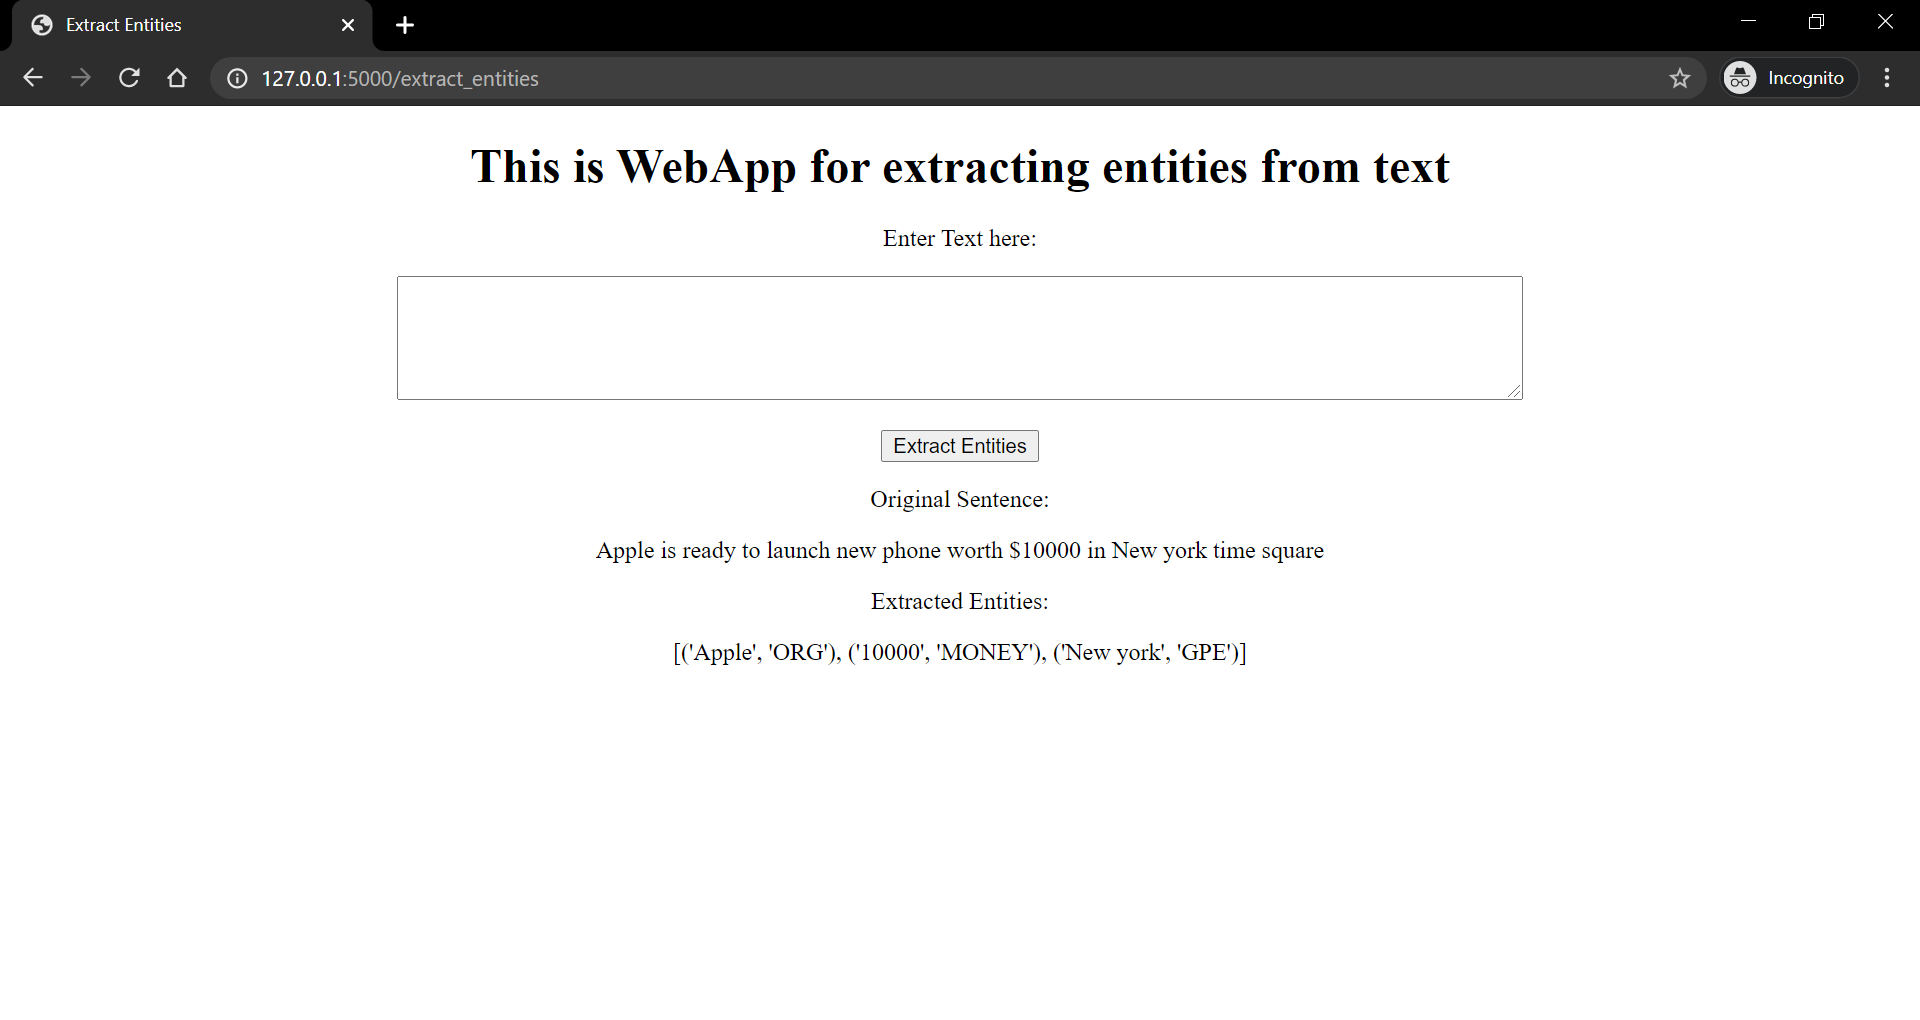 Extract Entities
127.0.0.1:5000/extract_entities
Incognito
This is WebApp for extracting entities from text
Enter Text here:
Extract Entities
Original Sentence:
Apple is ready to launch new phone worth $10000 in New york time square
Extracted Entities:
[('Apple', 'ORG'), ('10000', 'MONEY'), ('New york', 'GPE')]